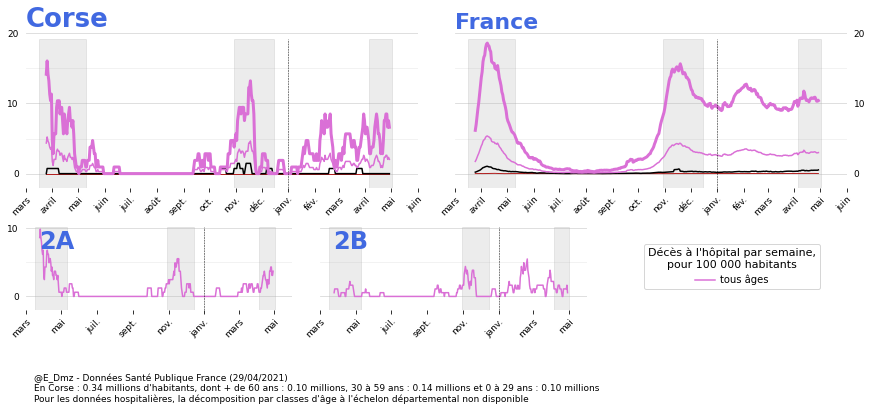 Corse
France
20
10
0
mars avril mai juin juil. août sept. oct. nov. déc. janv. fév. mars avril mai juin
20
10
0
mars avril mai juin juil. août sept. oct. nov. déc. janv. fév. mars avril mai juin
2A
10
0
mars mai juil. sept. nov. janv. mars mai
2B
mars mai juil. sept. nov. janv. mars mai
Décès à l'hôpital par semaine,
pour 100 000 habitants
tous âges
@E_Dmz - Données Santé Publique France (29/04/2021)
En Corse : 0.34 millions d'habitants, dont + de 60 ans : 0.10 millions, 30 à 59 ans : 0.14 millions et 0 à 29 ans : 0.10 millions
Pour les données hospitalières, la décomposition par classes d'âge à l'échelon départemental non disponible